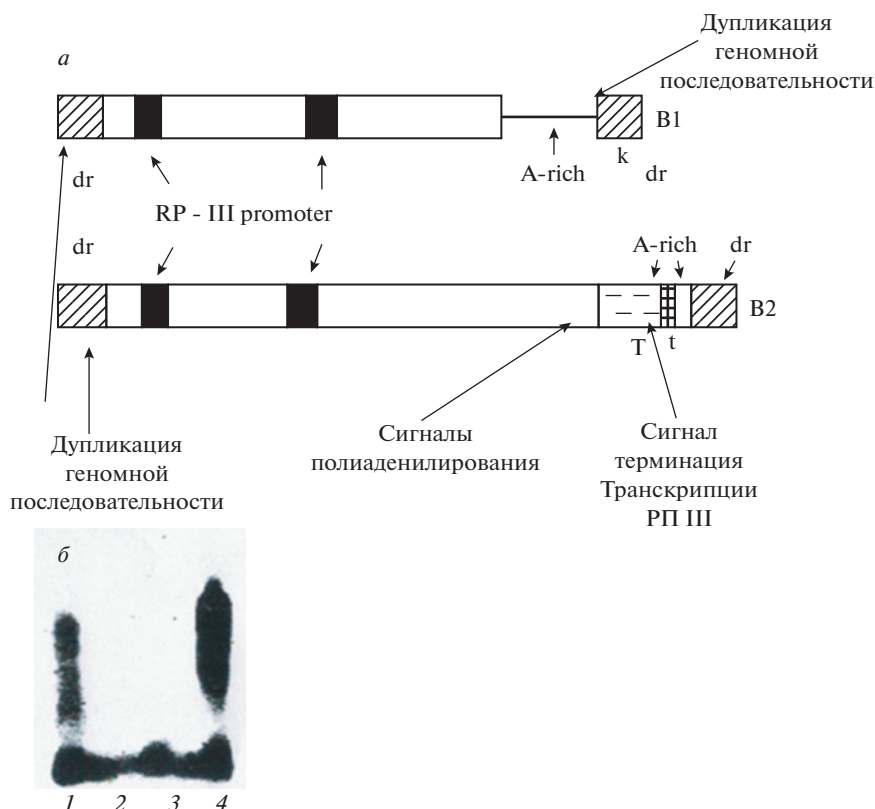 а
Дупликация
геномной
последовательности
B1
k
dr
A-rich
dr
RP - III promoter
dr
A-rich
dr
B2
T
t
Дупликация
геномной
последовательности
Сигналы
полиаденилирования
Сигнал
терминация
Транскрипции
РП III
б
1 2 3 4